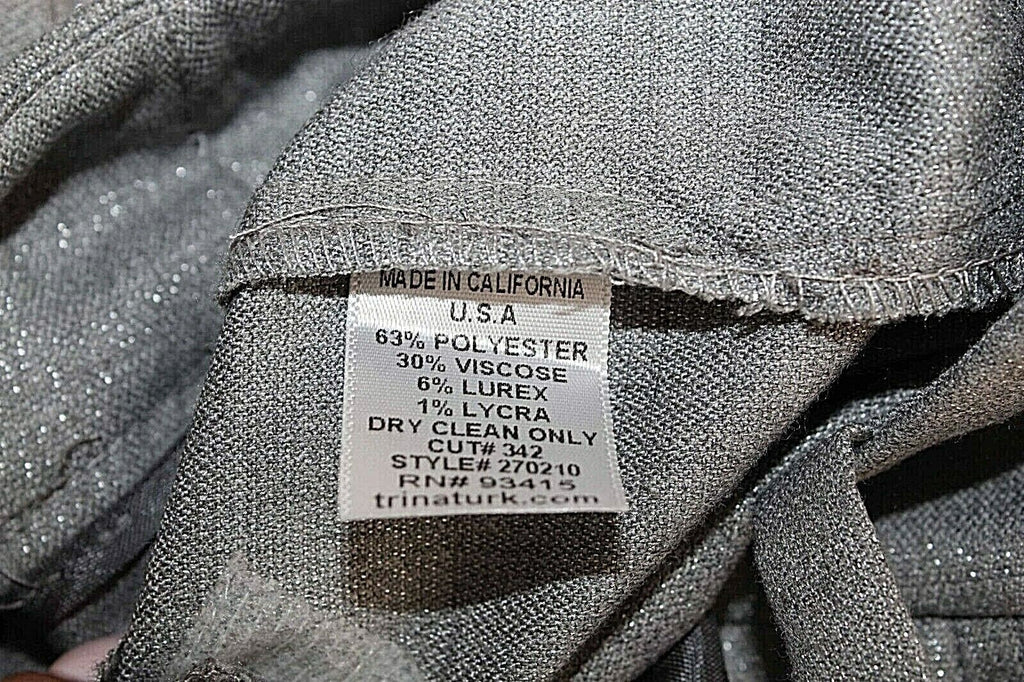 MADE IN CALIFORNIA
U.S.A
63% POLYESTER
30% VISCOSE
6% LUREX
1% LYCRA
DRY CLEAN ONLY
CUT# 342
STYLE# 270210
RN# 93415
trinaturk.com